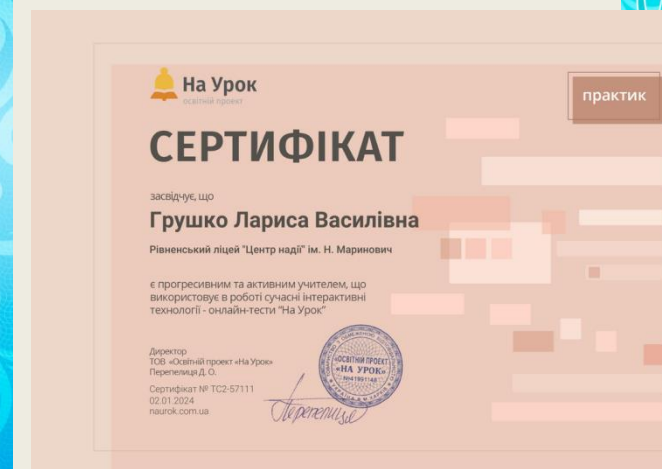 На Урок
освітній проект
практик
СЕРТИФІКАТ
засвідчує, що
Грушко Лариса Василівна
Рівненський ліцей "Центр надії" ім. Н. Маринович
є прогресивним та активним учителем, що
використовує в роботі сучасні інтерактивні
технології - онлайн-тести "На Урок"
Директор
ТОВ «Освітній проект «На Урок»
Перепелиця Д. О.
Сертифікат № TC2-57111
02.01.2024
naurok.com.ua
«ОСВІТНІЙ ПРОЕКТ
«НА УРОК»
Перепелиця